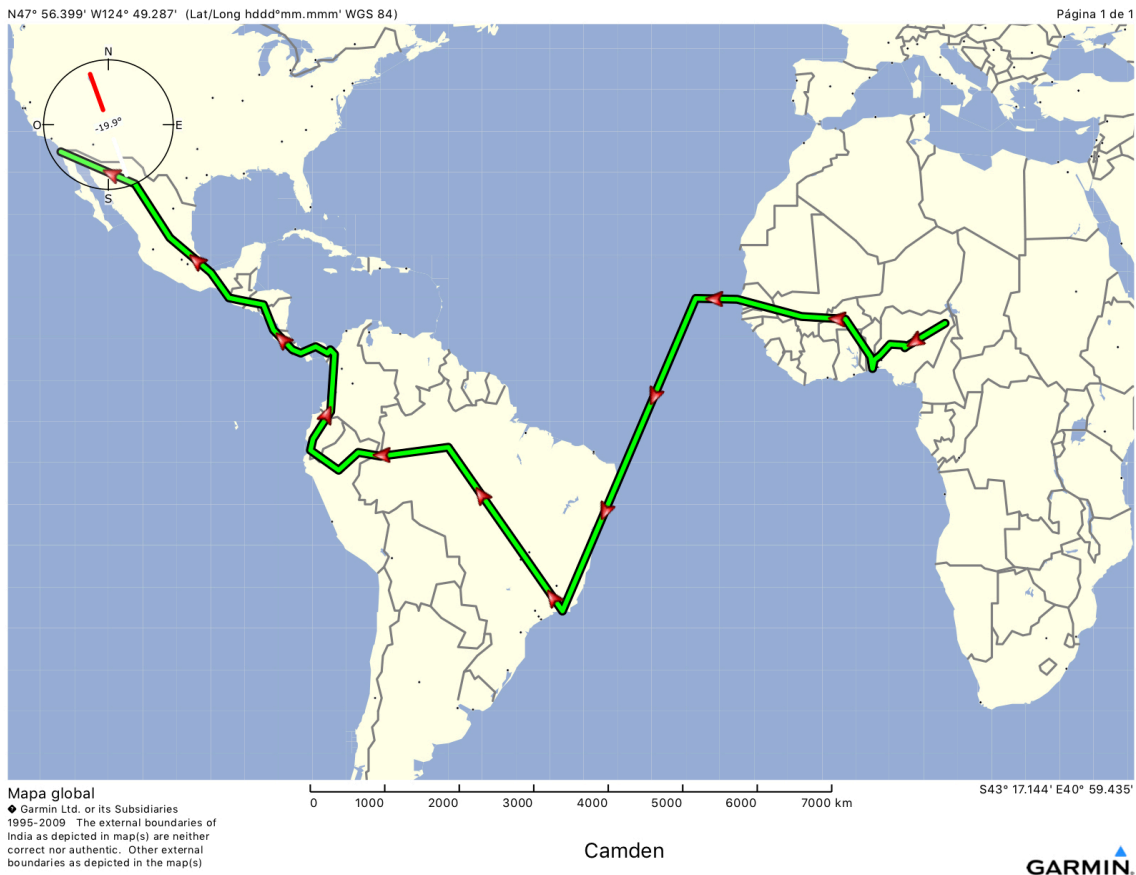 N47° 56.399' W124° 49.287' (Lat/Long hddd°mm.mmm' WGS 84)
Página 1 de 1
N
O
-19.9°
E
S
Mapa global
� Garmin Ltd. or its Subsidiaries
1995-2009 The external boundaries of
India as depicted in map(s) are neither
correct nor authentic. Other external
boundaries as depicted in the map(s)
0 1000 2000 3000 4000 5000 6000 7000 km
S43° 17.144' E40° 59.435'
Camden
GARMIN.